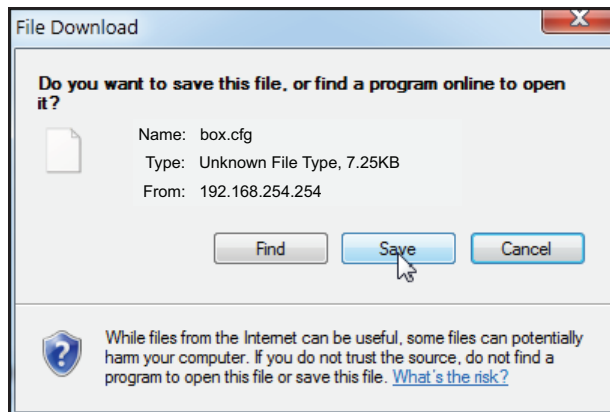 File Download
Do you want to save this file, or find a program online to open
it?
Name: box.cfg
Type: Unknown File Type, 7.25KB
From: 192.168.254.254
Find Save Cancel
While files from the Internet can be useful, some files can potentially
harm your computer. If you do not trust the source, do not find a
program to open this file or save this file. What's the risk?